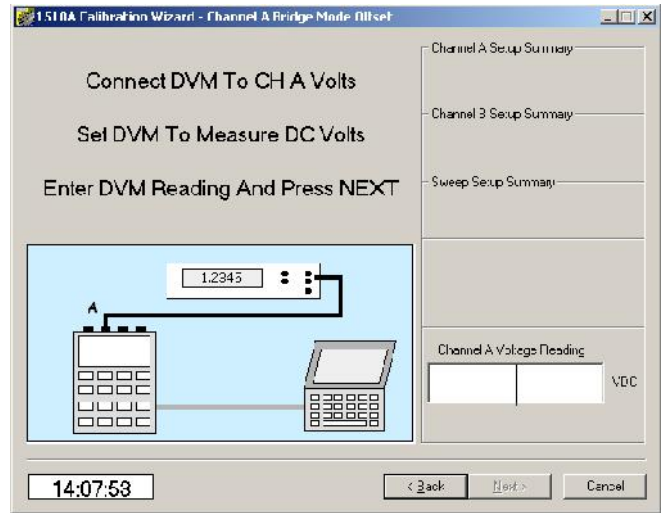 1510A Calibration Wizard - Channel A Bridge Mode Offset
Connect DVM To CH A Volts
Set DVM To Measure DC Volts
Enter DVM Reading And Press NEXT
1.2345
A
Channel A Setup Summary
Channel B Setup Summary
Sweep Setup Summary
Channel A Voltage Reading
VDC
14:07:53
< Back
Next >
Cancel